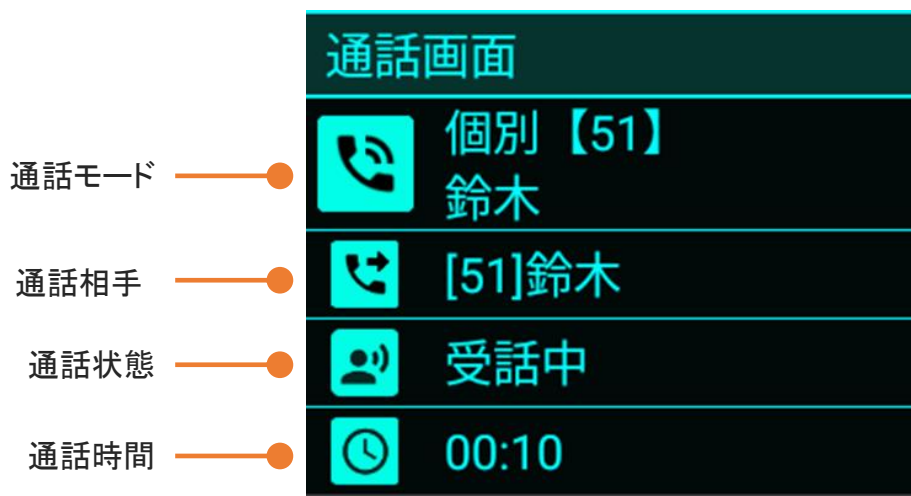 通話画面
通話モード
個別【51】
鈴木
通話相手
[51]鈴木
通話状態
受話中
通話時間
00:10